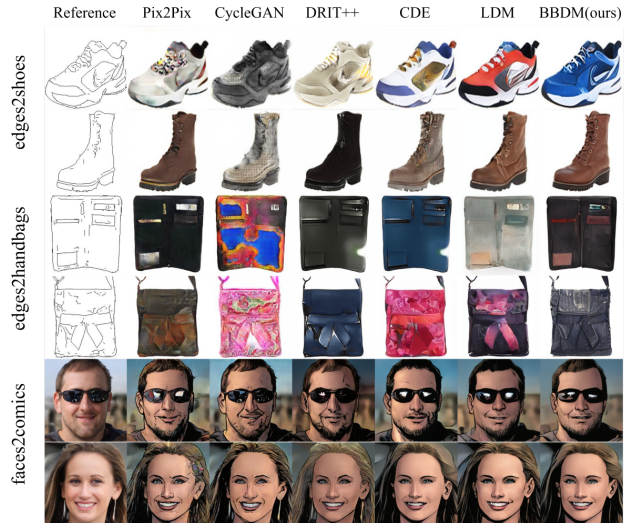 Reference Pix2Pix CycleGAN DRIT++ CDE LDM BBDM(ours)
edges2shoes
edges2handbags
faces2comics